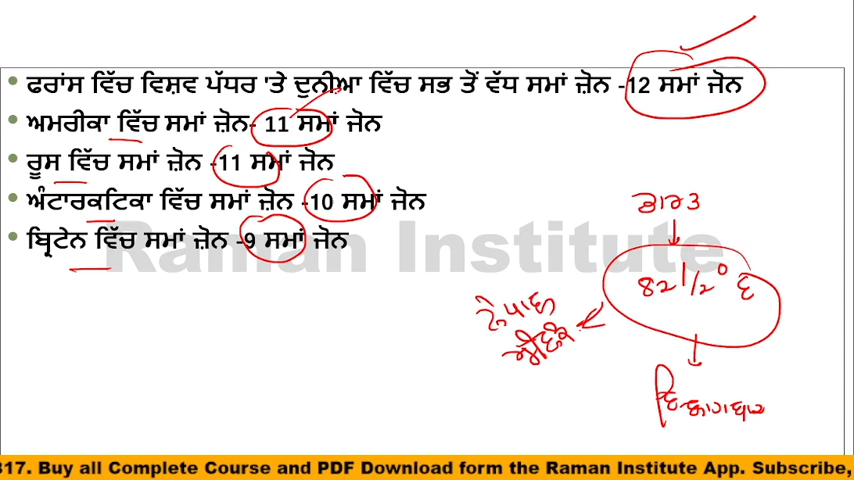 • ਫਰਾਂਸ ਵਿੱਚ ਵਿਸ਼ਵ ਪੱਧਰ 'ਤੇ ਦੁਨੀਆ ਵਿੱਚ ਸਭ ਤੋਂ ਵੱਧ ਸਮਾਂ ਜ਼ੋਨ -12 ਸਮਾਂ ਜੋਨ
• ਅਮਰੀਕਾ ਵਿੱਚ ਸਮਾਂ ਜ਼ੋਨ- 11 ਸਮਾਂ ਜੋਨ
• ਰੂਸ ਵਿੱਚ ਸਮਾਂ ਜ਼ੋਨ -11 ਸਮਾਂ ਜੋਨ
• ਅੰਟਾਰਕਟਿਕਾ ਵਿੱਚ ਸਮਾਂ ਜ਼ੋਨ -10 ਸਮਾਂ ਜੋਨ
• ਬ੍ਰਿਟੇਨ ਵਿੱਚ ਸਮਾਂ ਜ਼ੋਨ -9 ਸਮਾਂ ਜੋਨ
Raman Institute
ਭਾਰਤ
82 1/2°
317. Buy all Complete Course and PDF Download form the Raman Institute App. Subscribe,